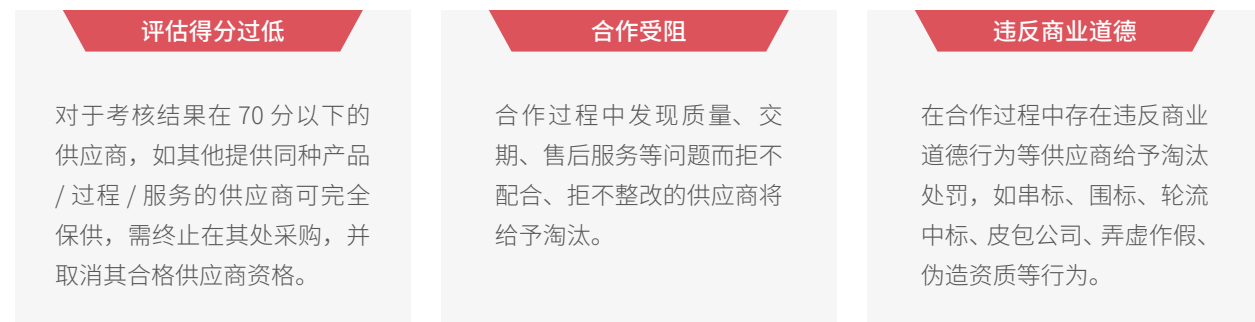 评估得分过低
对于考核结果在 70 分以下的
供应商，如其他提供同种产品
/ 过程 / 服务的供应商可完全
保供，需终止在其处采购，并
取消其合格供应商资格。
合作受阻
合作过程中发现质量、交
期、售后服务等问题而拒不
配合、拒不整改的供应商将
给予淘汰。
违反商业道德
在合作过程中存在违反商业
道德行为等供应商给予淘汰
处罚，如串标、围标、轮流
中标、皮包公司、弄虚作假、
伪造资质等行为。